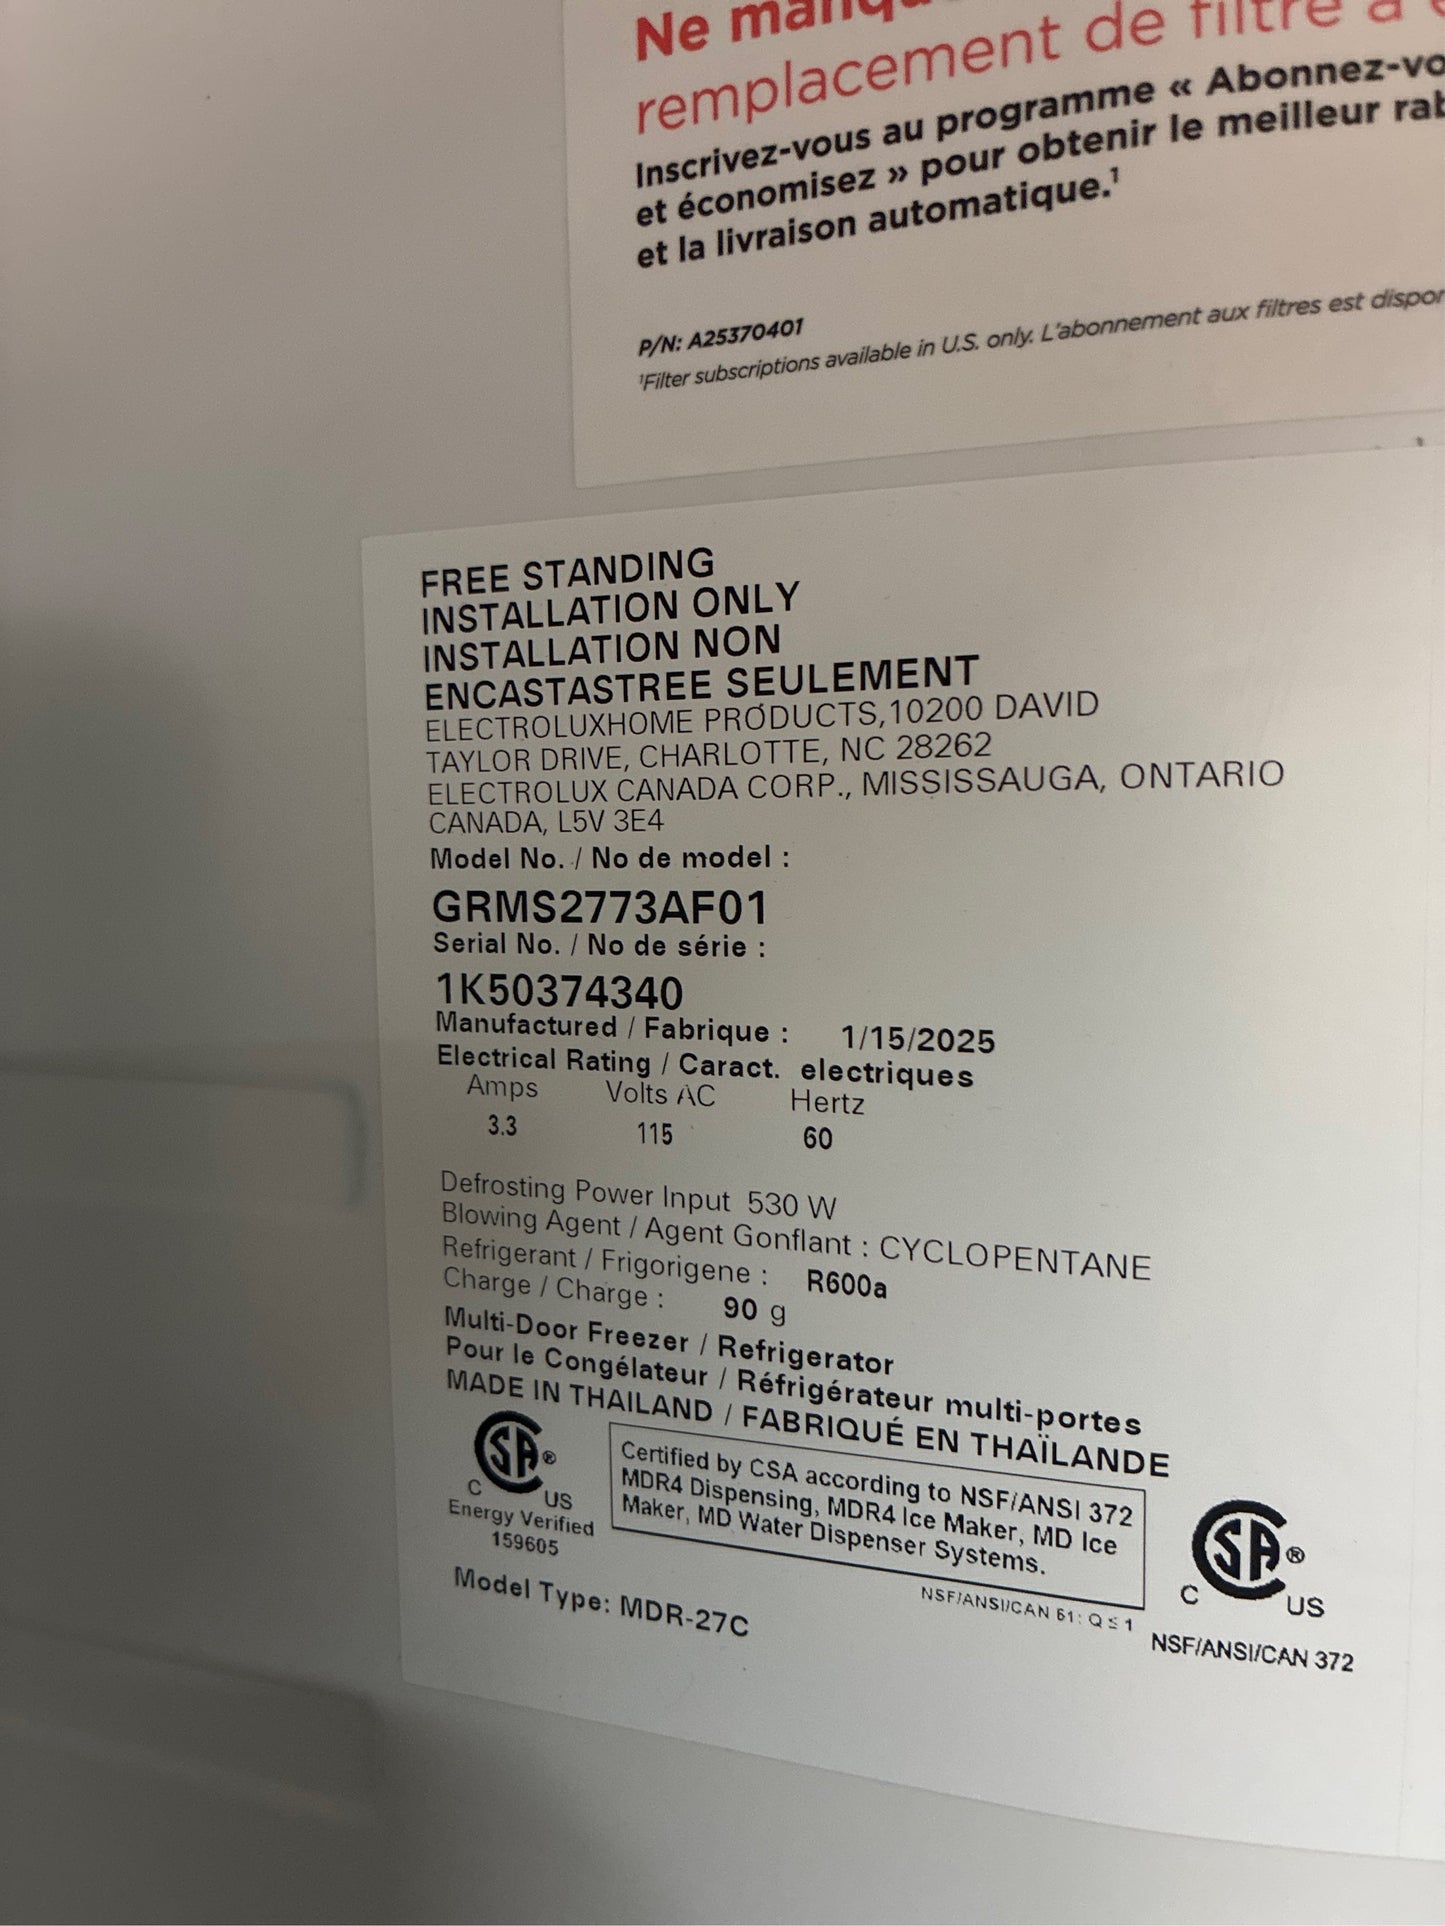 Ne
remplacement de filtre à
Inscrivez-vous au programme « Abonnez-vo
et économisez » pour obtenir le meilleur rab
et la livraison automatique.¹
P/N: A25370401
¹Filter subscriptions available in U.S. only. L'abonnement aux filtres est dispon
FREE STANDING
INSTALLATION ONLY
INSTALLATION NON
ENCASTASTREE SEULEMENT
ELECTROLUXHOME PRODUCTS,10200 DAVID
TAYLOR DRIVE, CHARLOTTE, NC 28262
ELECTROLUX CANADA CORP., MISSISSAUGA, ONTARIO
CANADA, L5V 3E4
Model No. / No de model :
GRMS2773AF01
Serial No. / No de série :
1K50374340
Manufactured / Fabrique : 1/15/2025
Electrical Rating / Caract. electriques
Amps Volts AC Hertz
3.3 115 60
Defrosting Power Input 530 W
Blowing Agent / Agent Gonflant : CYCLOPENTANE
Refrigerant / Frigorigene : R600a
Charge / Charge : 90 g
Multi-Door Freezer / Refrigerator
Pour le Congélateur / Réfrigérateur multi-portes
MADE IN THAILAND / FABRIQUÉ EN THAÏLANDE
SA ®
C US
Energy Verified
159605
Certified by CSA according to NSF/ANSI 372
MDR4 Dispensing, MDR4 Ice Maker, MD Ice
Maker, MD Water Dispenser Systems.
NSF/ANSI/CAN 61: Q ≤ 1
SA ®
C US
NSF/ANSI/CAN 372
Model Type: MDR-27C